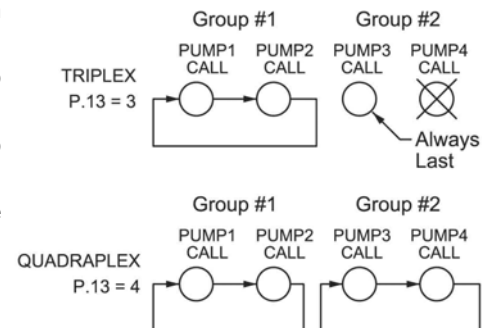 Group #1 Group #2
PUMP1 PUMP2 PUMP3 PUMP4
CALL CALL CALL CALL
TRIPLEX
P.13 = 3
Always
Last
Group #1 Group #2
PUMP1 PUMP2 PUMP3 PUMP4
CALL CALL CALL CALL
QUADRAPLEX
P.13 = 4